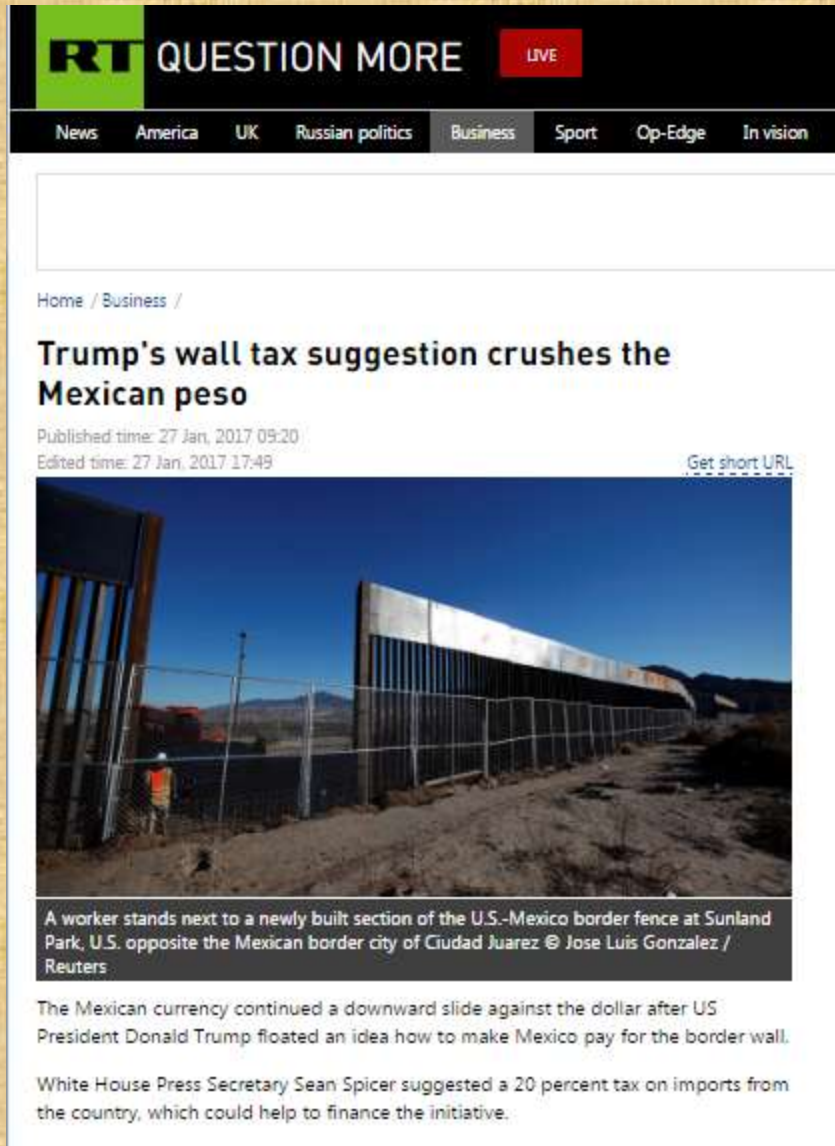 RT QUESTION MORE LIVE
News America UK Russian politics Business Sport Op-Edge In vision
Home / Business /
Trump's wall tax suggestion crushes the
Mexican peso
Published time: 27 Jan, 2017 09:20
Edited time: 27 Jan, 2017 17:49
Get short URL
A worker stands next to a newly built section of the U.S.-Mexico border fence at Sunland
Park, U.S. opposite the Mexican border city of Ciudad Juarez © Jose Luis Gonzalez /
Reuters
The Mexican currency continued a downward slide against the dollar after US
President Donald Trump floated an idea how to make Mexico pay for the border wall.
White House Press Secretary Sean Spicer suggested a 20 percent tax on imports from
the country, which could help to finance the initiative.